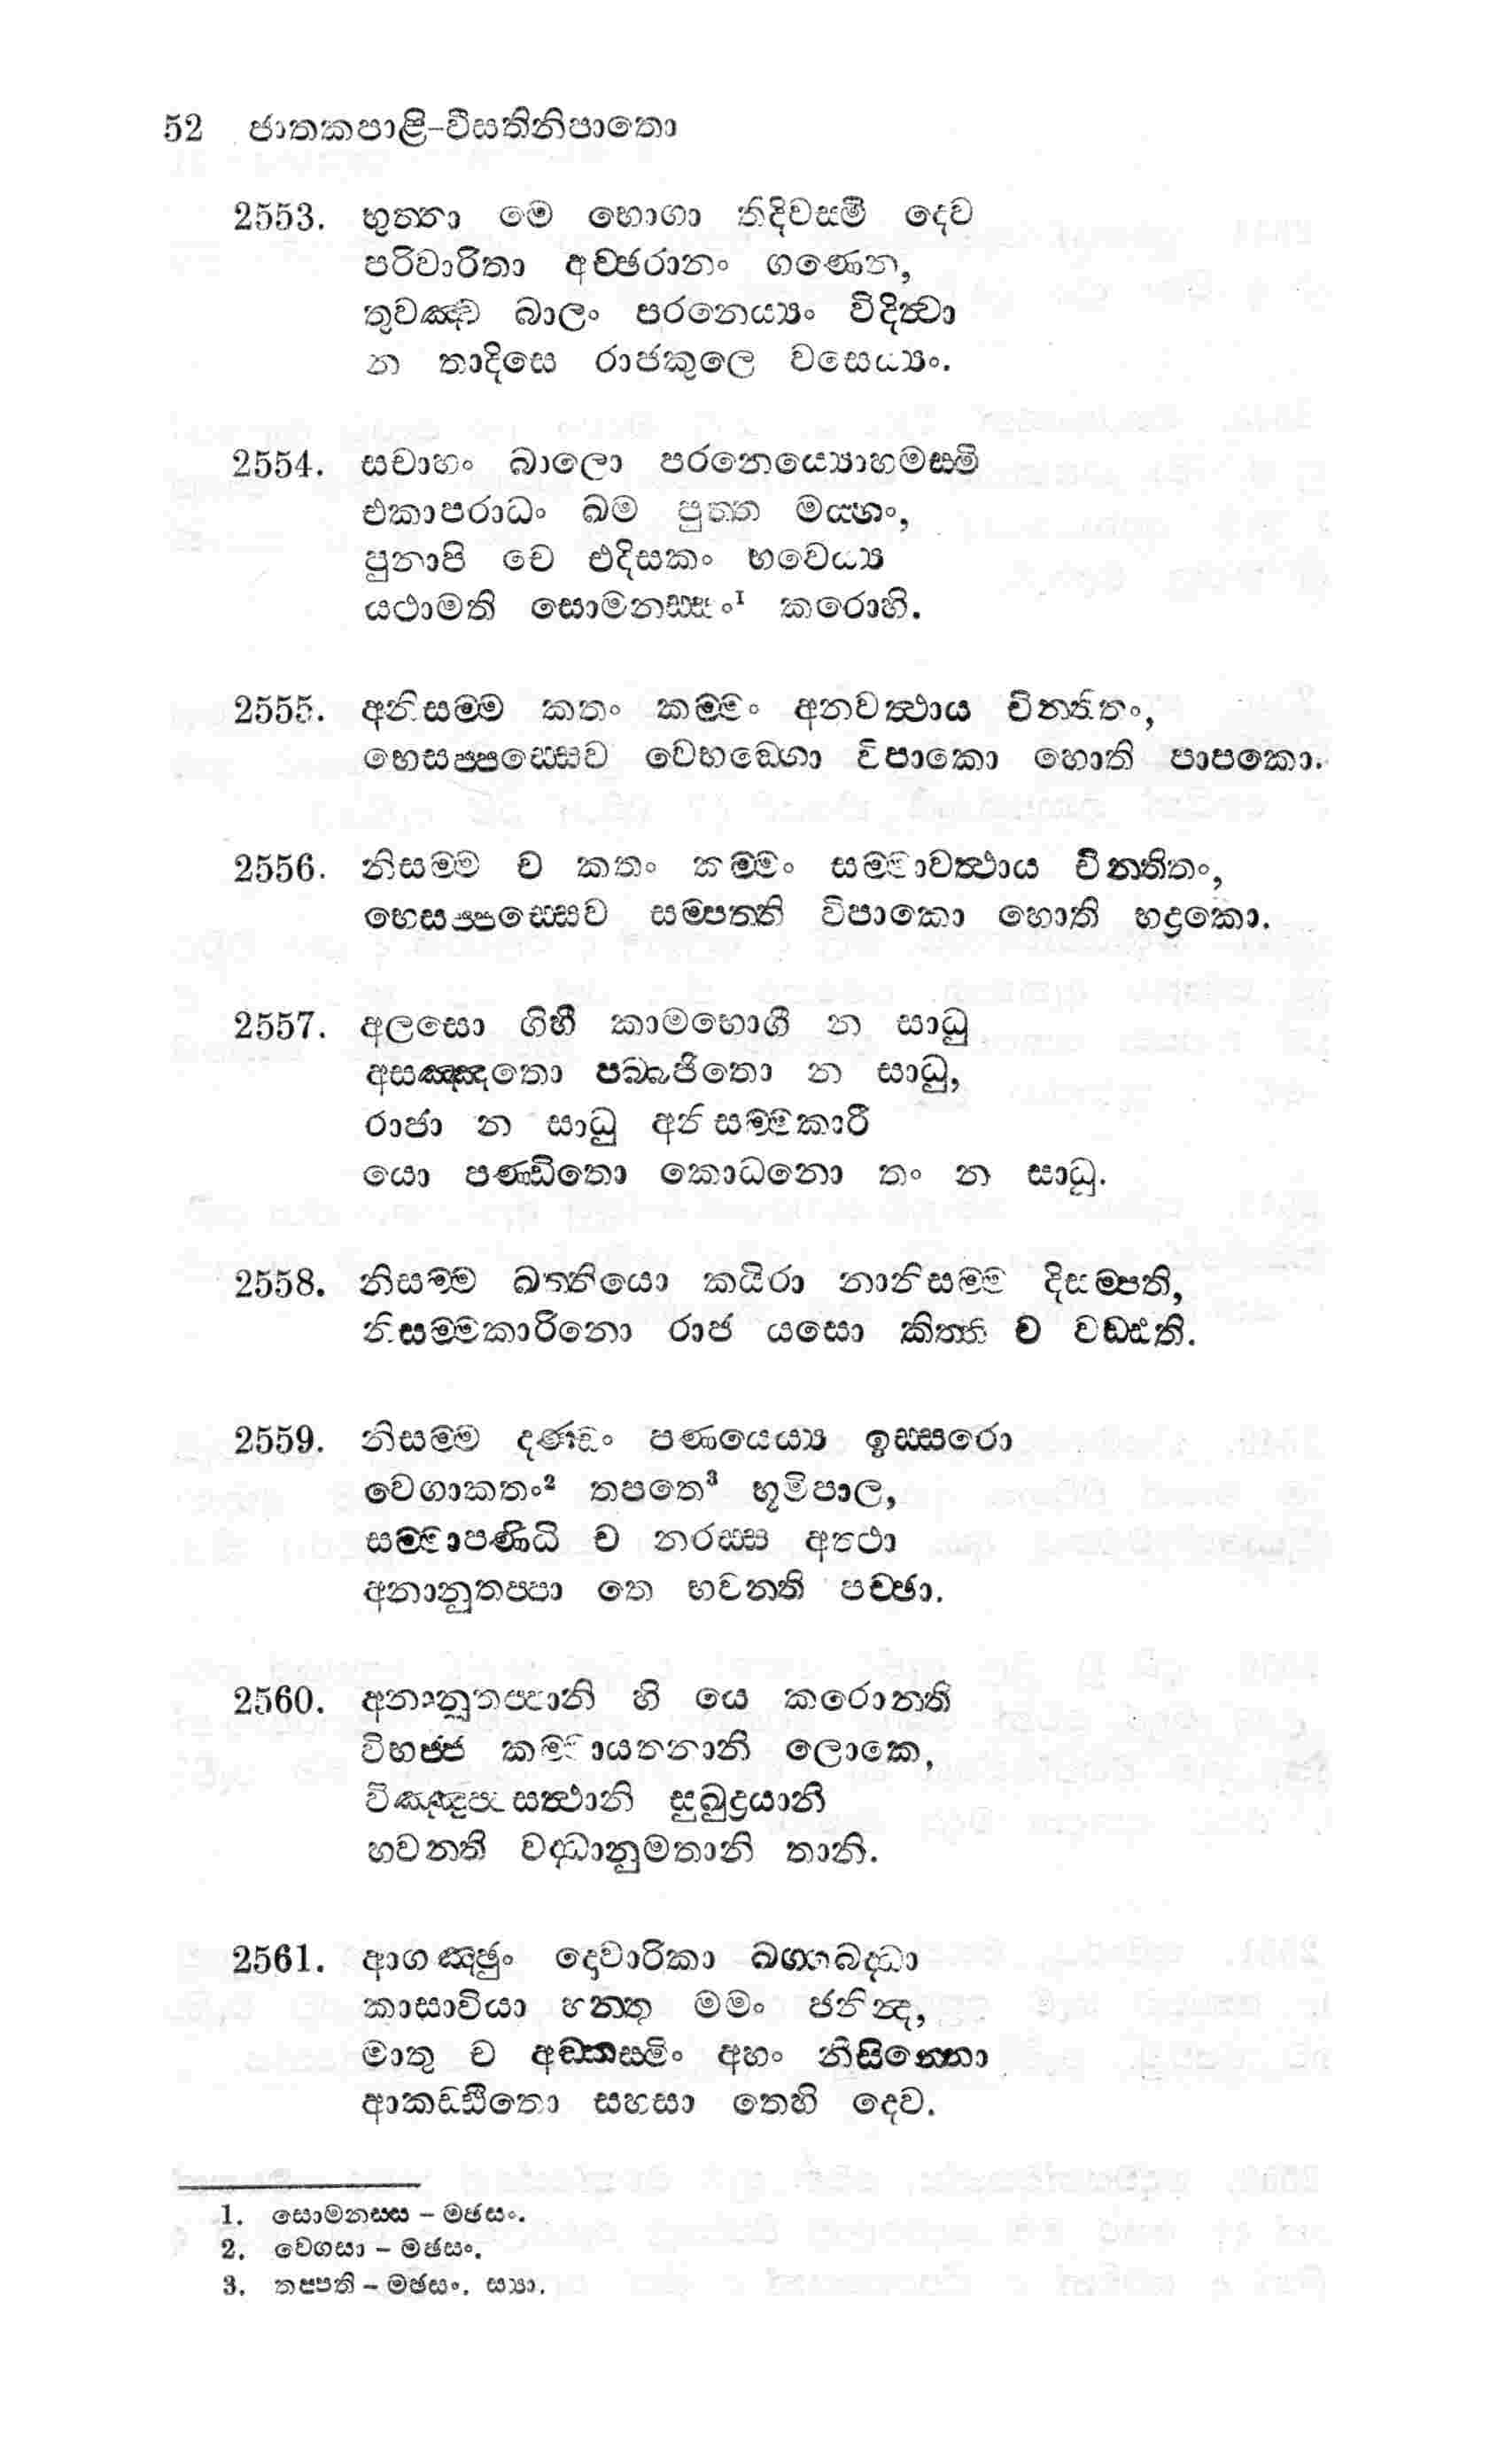 52 ජාතකපාළි-වීසතිනිපාතො
2553. භුත්තා මෙ භොගා තිදිවස්මි දෙව
පරිවාරිතා අච්ඡරානං ගණෙන,
තුවඤ්ච බාලං පරනෙය්‍යං විදිත්වා
න තාදිසෙ රාජකුලෙ වසෙය්‍යං.
2554. සචාහං බාලො පරනෙය්‍යොහමස්මි
එකාපරාධං ඛම පුත්ත මය්හං,
පුනාපි චෙ එදිසකං භවෙය්‍ය
යථාමති සොමනස්සං1 කරොහි.
2555. අනිසම්ම කතං කම්මං අනවත්ථාය චින්තිතං,
භෙසජ්ජස්සෙව වෙභඞ්ගො විපාකො හොති පාපකො.
2556. නිසම්ම ච කතං කම්මං සම්මාවත්ථාය චින්තිතං,
භෙසජ්ජස්සෙව සම්පත්ති විපාකො හොති භද්‍රකො.
2557. අලසො ගිහී කාමභොගී න සාධු
අසඤ්ඤතො පබ්බජිතො න සාධු,
රාජා න සාධු අනිසම්මකාරී
යො පණ්ඩිතො කොධනො තං න සාධු.
2558. නිසම්ම ඛත්තියො කයිරා නානිසම්ම දිසම්පති,
නිසම්මකාරිනො රාජ යසො කිත්ති ච වඩ්ඪති.
2559. නිසම්ම දණ්ඩං පණයෙය්‍ය ඉස්සරො
වෙගාකතං2 තපතෙ3 භූමිපාල,
සම්මාපණිධි ච නරස්ස අත්ථා
අනානුතප්පා තෙ භවන්ති පච්ඡා.
2560. අනානුතප්පානි හි යෙ කරොන්ති
විභජ්ජ කම්මායතනානි ලොකෙ,
විඤ්ඤුප්පසත්ථානි සුඛුද්‍රයානි
භවන්ති වද්ධානුමතානි තානි.
2561. ආගඤ්ඡුං දොවාරිකා ඛග්ගබද්ධා
කාසාවියා හන්තු මමං ජනින්ද,
මාතු ච අඞ්කස්මිං අහං නිසින්නො
ආකඩ්ඪිතො සහසා තෙහි දෙව.
1. සොමනස්ස - මඡසං.
2. වෙගසා - මඡසං.
3. තප්පති - මඡසං. ස්‍යා.